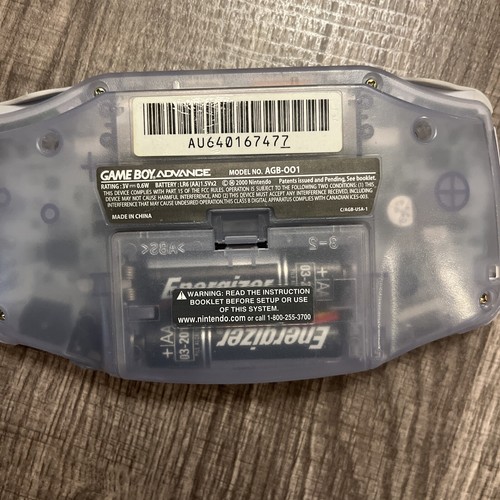 AU640167477
GAME BOY ADVANCE MODEL NO. AGB-001
RATING : 3V 0.6W BATTERY : LR6 (AA)1.5Vx2 © ® 2000 Nintendo Patents issued and Pending, See booklet.
THIS DEVICE COMPLIES WITH PART 15 OF THE FCC RULES. OPERATION IS SUBJECT TO THE FOLLOWING TWO CONDITIONS: (1) THIS
DEVICE MAY NOT CAUSE HARMFUL INTERFERENCE, AND (2) THIS DEVICE MUST ACCEPT ANY INTERFERENCE RECEIVED, INCLUDING
INTERFERENCE THAT MAY CAUSE UNDESIRED OPERATION. THIS CLASS B DIGITAL APPARATUS COMPLIES WITH CANADIAN ICES-003.
MADE IN CHINA
C/AGB-USA-1
Energizer
+ AA
WARNING: READ THE INSTRUCTION
BOOKLET BEFORE SETUP OR USE
OF THIS SYSTEM.
www.nintendo.com or call 1-800-255-3700
+ AA
Energizer